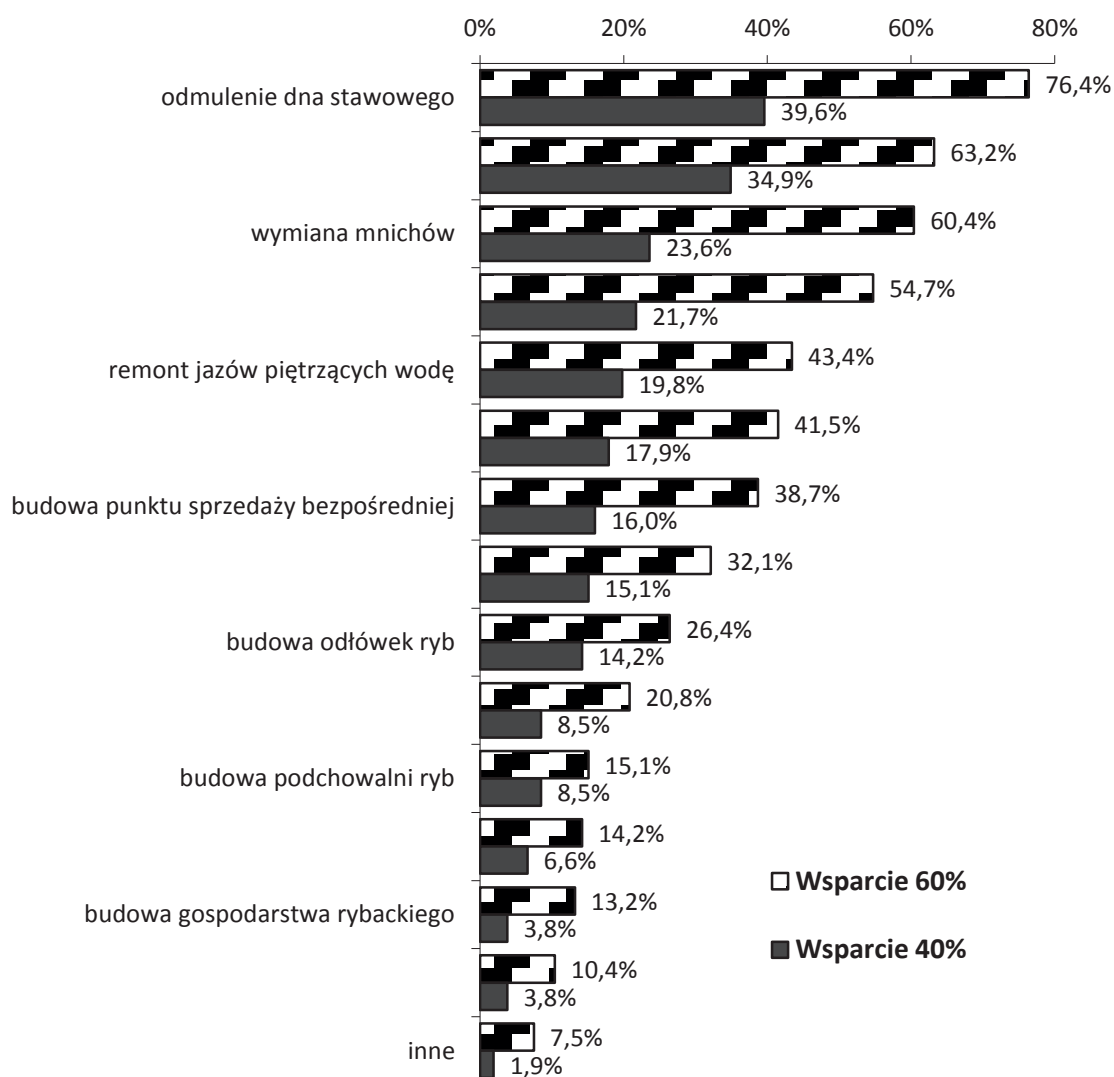 0% 20% 40% 60% 80%
odmulenie dna stawowego
76,4%
39,6%
63,2%
34,9%
wymiana mnichów
60,4%
23,6%
54,7%
21,7%
remont jazów piętrzących wodę
43,4%
19,8%
41,5%
17,9%
budowa punktu sprzedaży bezpośredniej
38,7%
16,0%
32,1%
15,1%
budowa odłówek ryb
26,4%
14,2%
20,8%
8,5%
budowa podchowalni ryb
15,1%
8,5%
14,2%
6,6%
Wsparcie 60%
budowa gospodarstwa rybackiego
13,2%
3,8%
Wsparcie 40%
10,4%
3,8%
inne
7,5%
1,9%